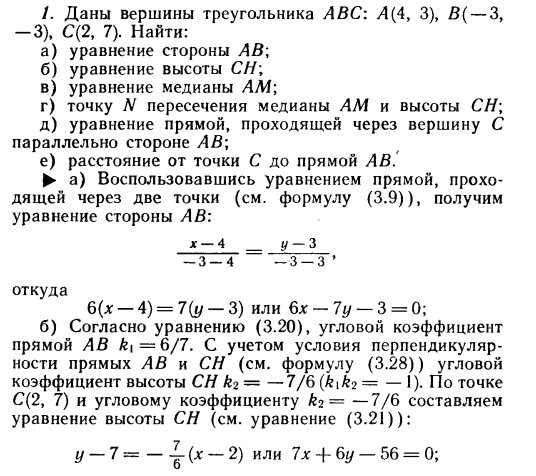 1. Даны вершины треугольника ABC: A(4, 3), B(—3,
—3), C(2, 7). Найти:
а) уравнение стороны AB;
б) уравнение высоты CH;
в) уравнение медианы AM;
г) точку N пересечения медианы AM и высоты CH;
д) уравнение прямой, проходящей через вершину C
параллельно стороне AB;
е) расстояние от точки C до прямой AB.
▶ а) Воспользовавшись уравнением прямой, прохо-
дящей через две точки (см. формулу (3.9)), получим
уравнение стороны AB:
(x — 4)/(—3 — 4) = (y — 3)/(—3 — 3),
откуда
6(x — 4) = 7(y — 3) или 6x — 7y — 3 = 0;
б) Согласно уравнению (3.20), угловой коэффициент
прямой AB k₁ = 6/7. С учетом условия перпендикуляр-
ности прямых AB и CH (см. формулу (3.28)) угловой
коэффициент высоты CH k₂ = —7/6 (k₁k₂ = —1). По точке
C(2, 7) и угловому коэффициенту k₂ = —7/6 составляем
уравнение высоты CH (см. уравнение (3.21)):
y — 7 = — 7/6 (x — 2) или 7x + 6y — 56 = 0;